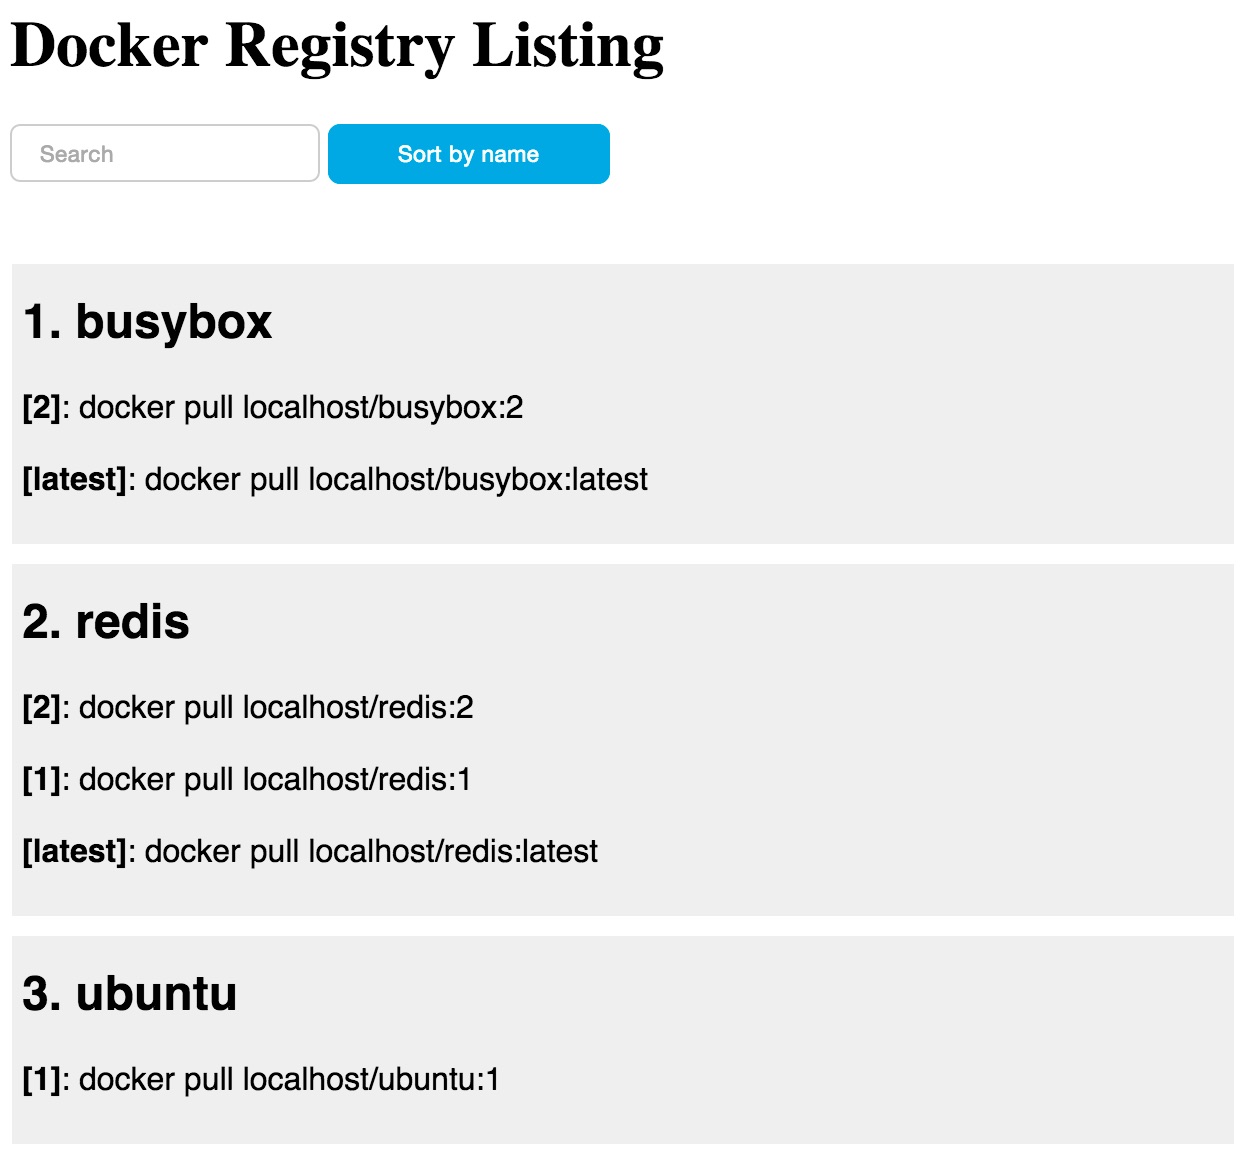 Docker Registry Listing
Search
Sort by name
1. busybox
[2]: docker pull localhost/busybox:2
[latest]: docker pull localhost/busybox:latest
2. redis
[2]: docker pull localhost/redis:2
[1]: docker pull localhost/redis:1
[latest]: docker pull localhost/redis:latest
3. ubuntu
[1]: docker pull localhost/ubuntu:1